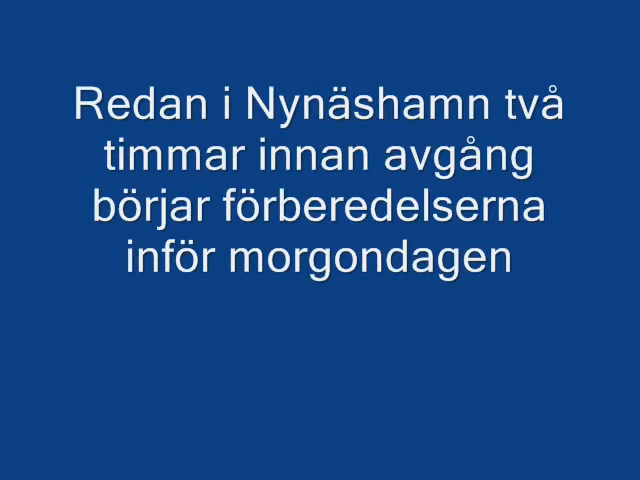 Redan i Nynäshamn två
timmar innan avgång
börjar förberedelserna
inför morgondagen